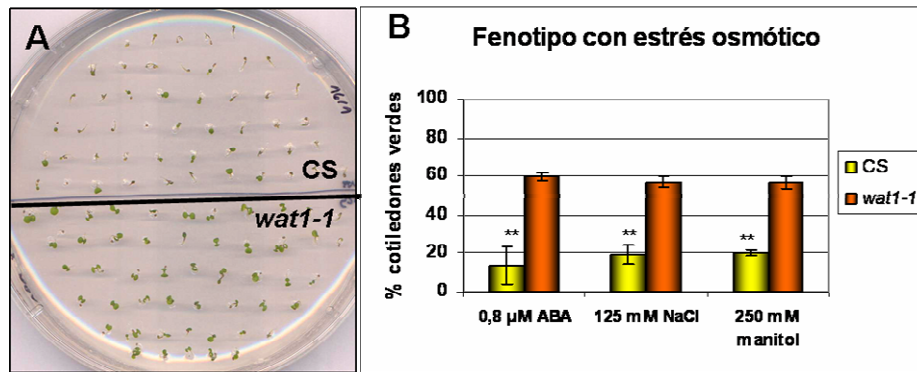 A
CS
wat1-1
B
Fenotipo con estrés osmótico
% cotiledones verdes
100
80
60
40
20
0
**
**
**
0,8 µM ABA
125 mM NaCl
250 mM
manitol
CS
wat1-1